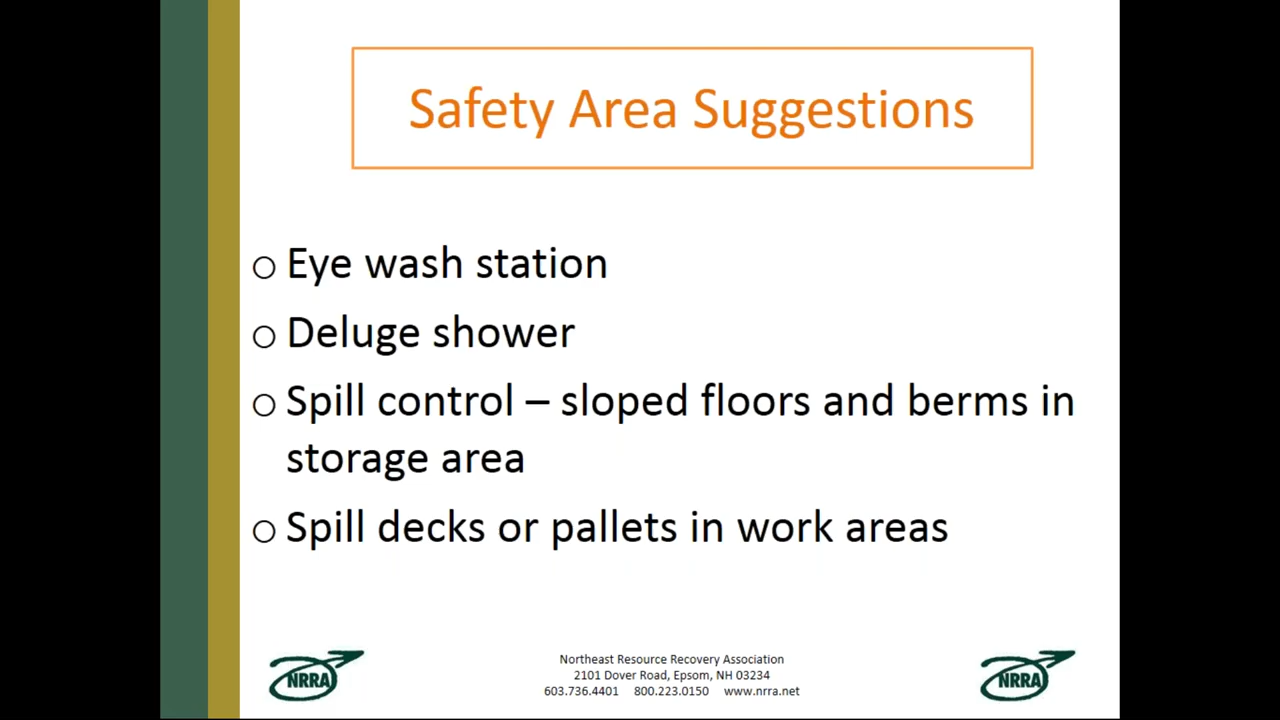 Safety Area Suggestions
o Eye wash station
o Deluge shower
o Spill control – sloped floors and berms in
storage area
o Spill decks or pallets in work areas
NRRA
Northeast Resource Recovery Association
2101 Dover Road, Epsom, NH 03234
603.736.4401 800.223.0150 www.nrra.net
NRRA